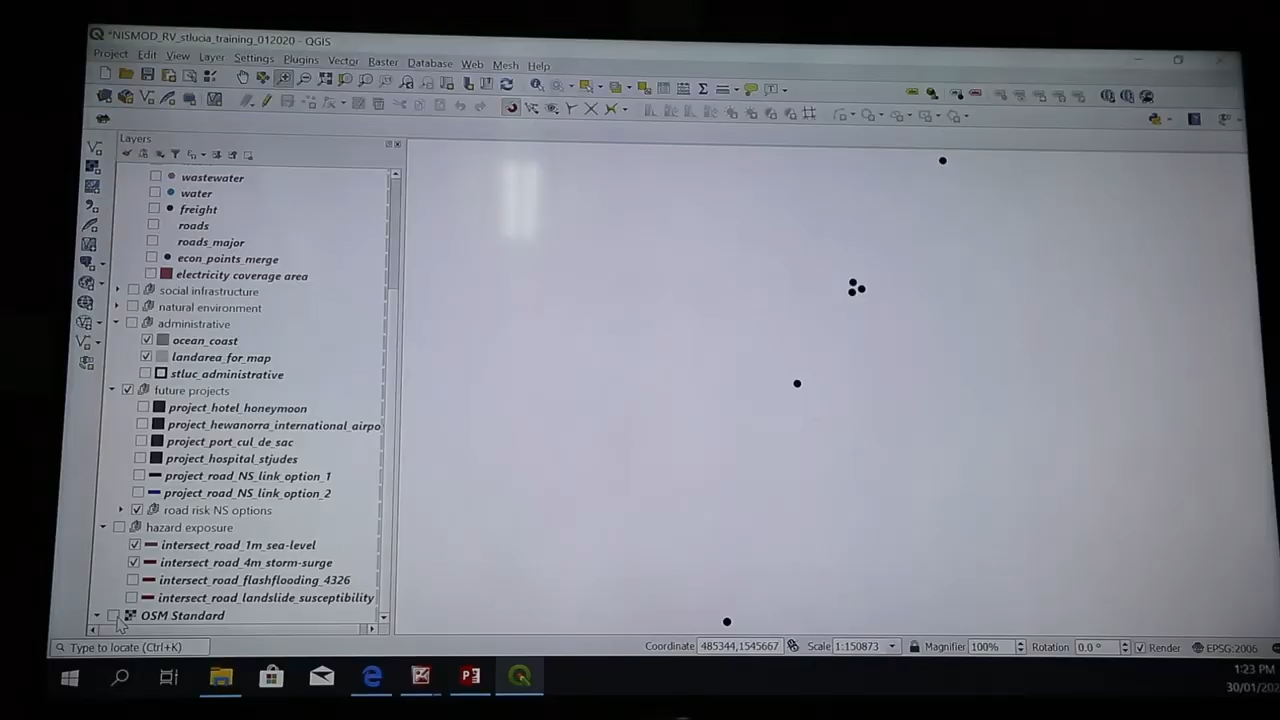 *NISMOD_RV_stlucia_training_012020 - QGIS
Project Edit View Layer Settings Plugins Vector Raster Database Web Mesh Help
Layers
wastewater
water
freight
roads
roads_major
econ_points_merge
electricity coverage area
social infrastructure
natural environment
administrative
ocean_coast
landarea_for_map
stluc_administrative
future projects
project_hotel_honeymoon
project_hewanorra_international_airpo
project_port_cul_de_sac
project_hospital_stjudes
project_road_NS_link_option_1
project_road_NS_link_option_2
road risk NS options
hazard exposure
intersect_road_1m_sea-level
intersect_road_4m_storm-surge
intersect_road_flashflooding_4326
intersect_road_landslide_susceptibility
OSM Standard
Type to locate (Ctrl+K) Coordinate 485344,1545667 Scale 1:150873 Magnifier 100% Rotation 0.0 ° Render EPSG:2006
1:23 PM
30/01/202